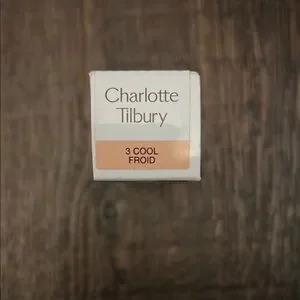 Charlotte
Tilbury
3 COOL
FROID